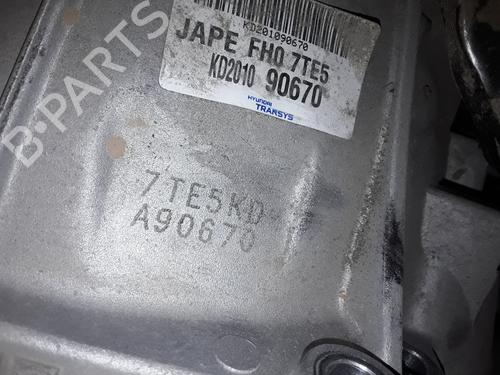 KD201090670
JAPE FH0 7TE5
KD2010 90670
HYUNDAI
TRANSYS
B-PARTS
7TE5KD
A90670